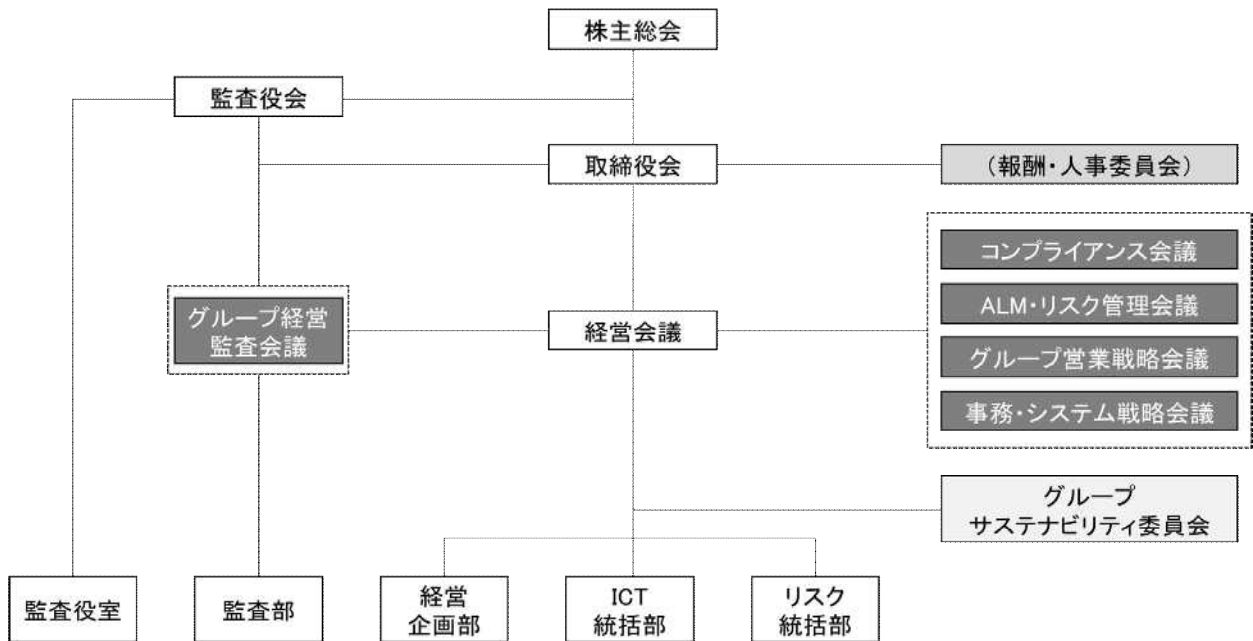 株主総会
監査役会
取締役会
(報酬・人事委員会)
コンプライアンス会議
ALM・リスク管理会議
グループ営業戦略会議
事務・システム戦略会議
グループ経営
監査会議
経営会議
グループ
サステナビリティ委員会
監査役室
監査部
経営
企画部
ICT
統括部
リスク
統括部